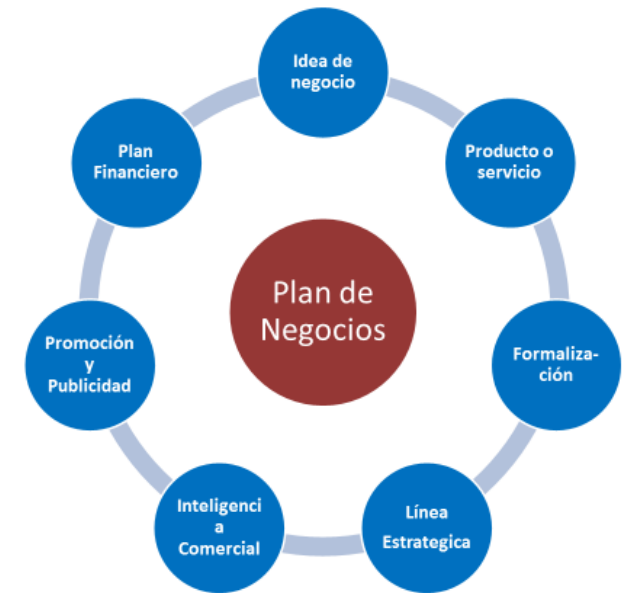 Idea de
negocio
Producto o
servicio
Formaliza-
ción
Línea
Estrategica
Inteligenci
a
Comercial
Promoción
y
Publicidad
Plan
Financiero
Plan de
Negocios